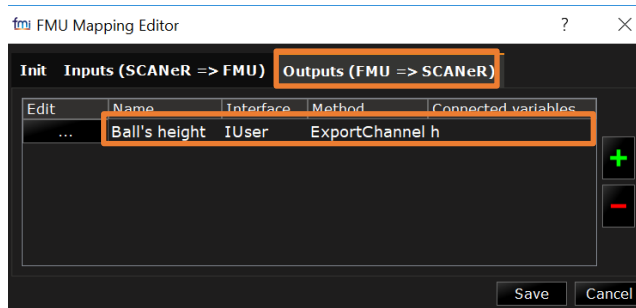 fmi FMU Mapping Editor ? ×
Init Inputs (SCANeR => FMU) Outputs (FMU => SCANeR)
Edit Name Interface Method Connected variables
... Ball's height IUser ExportChannel h
+
−
Save Cancel